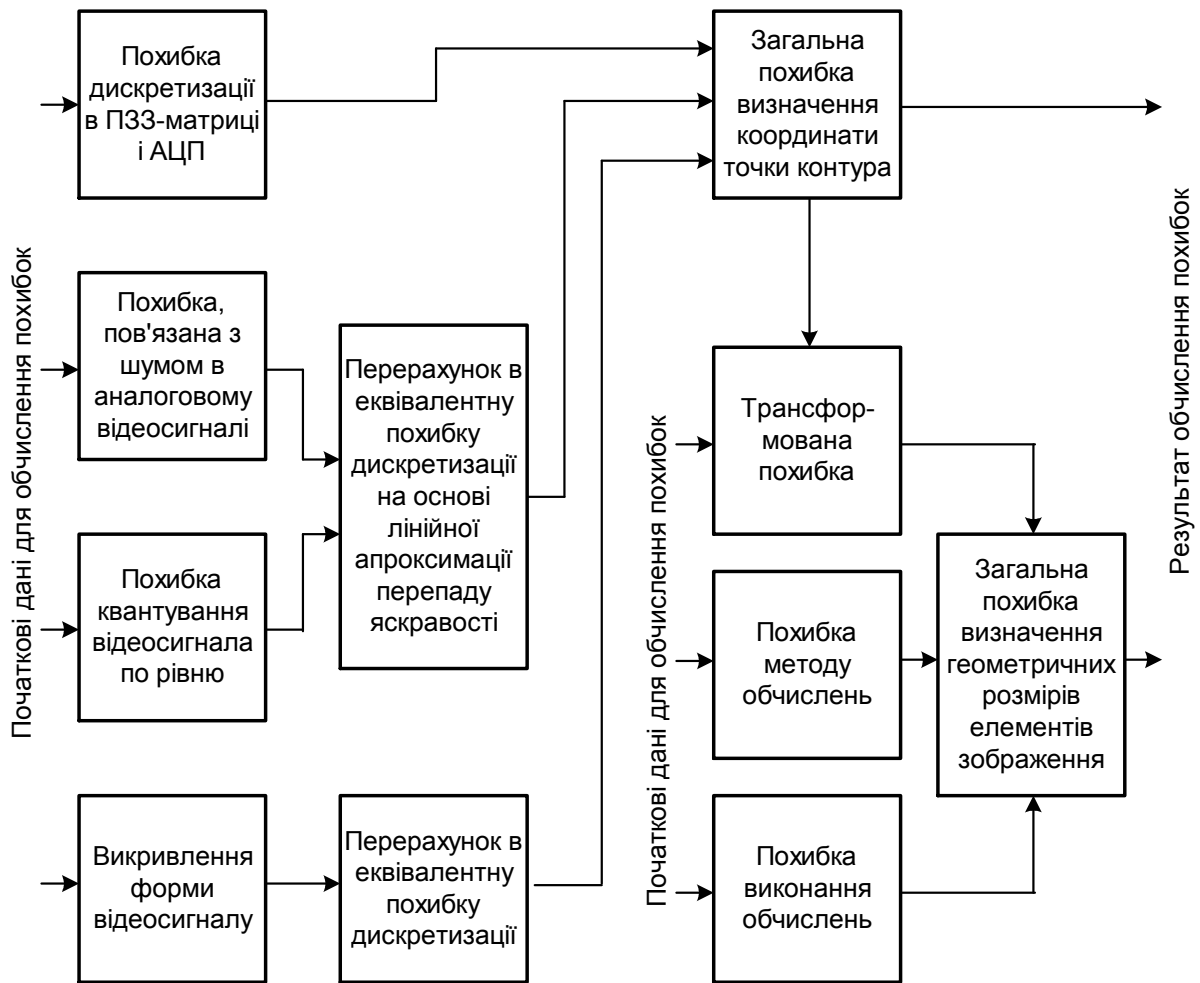 Похибка
дискретизації
в ПЗЗ-матриці
і АЦП
Загальна
похибка
визначення
координати
точки контура
Початкові дані для обчислення похибок
Похибка,
пов'язана з
шумом в
аналоговому
відеосигналі
Перерахунок в
еквівалентну
похибку
дискретизації
на основі
лінійної
апроксимації
перепаду
яскравості
Похибка
квантування
відеосигнала
по рівню
Викривлення
форми
відеосигналу
Перерахунок в
еквівалентну
похибку
дискретизації
Початкові дані для обчислення похибок
Трансфор-
мована
похибка
Похибка
методу
обчислень
Похибка
виконання
обчислень
Загальна
похибка
визначення
геометричних
розмірів
елементів
зображення
Результат обчислення похибок